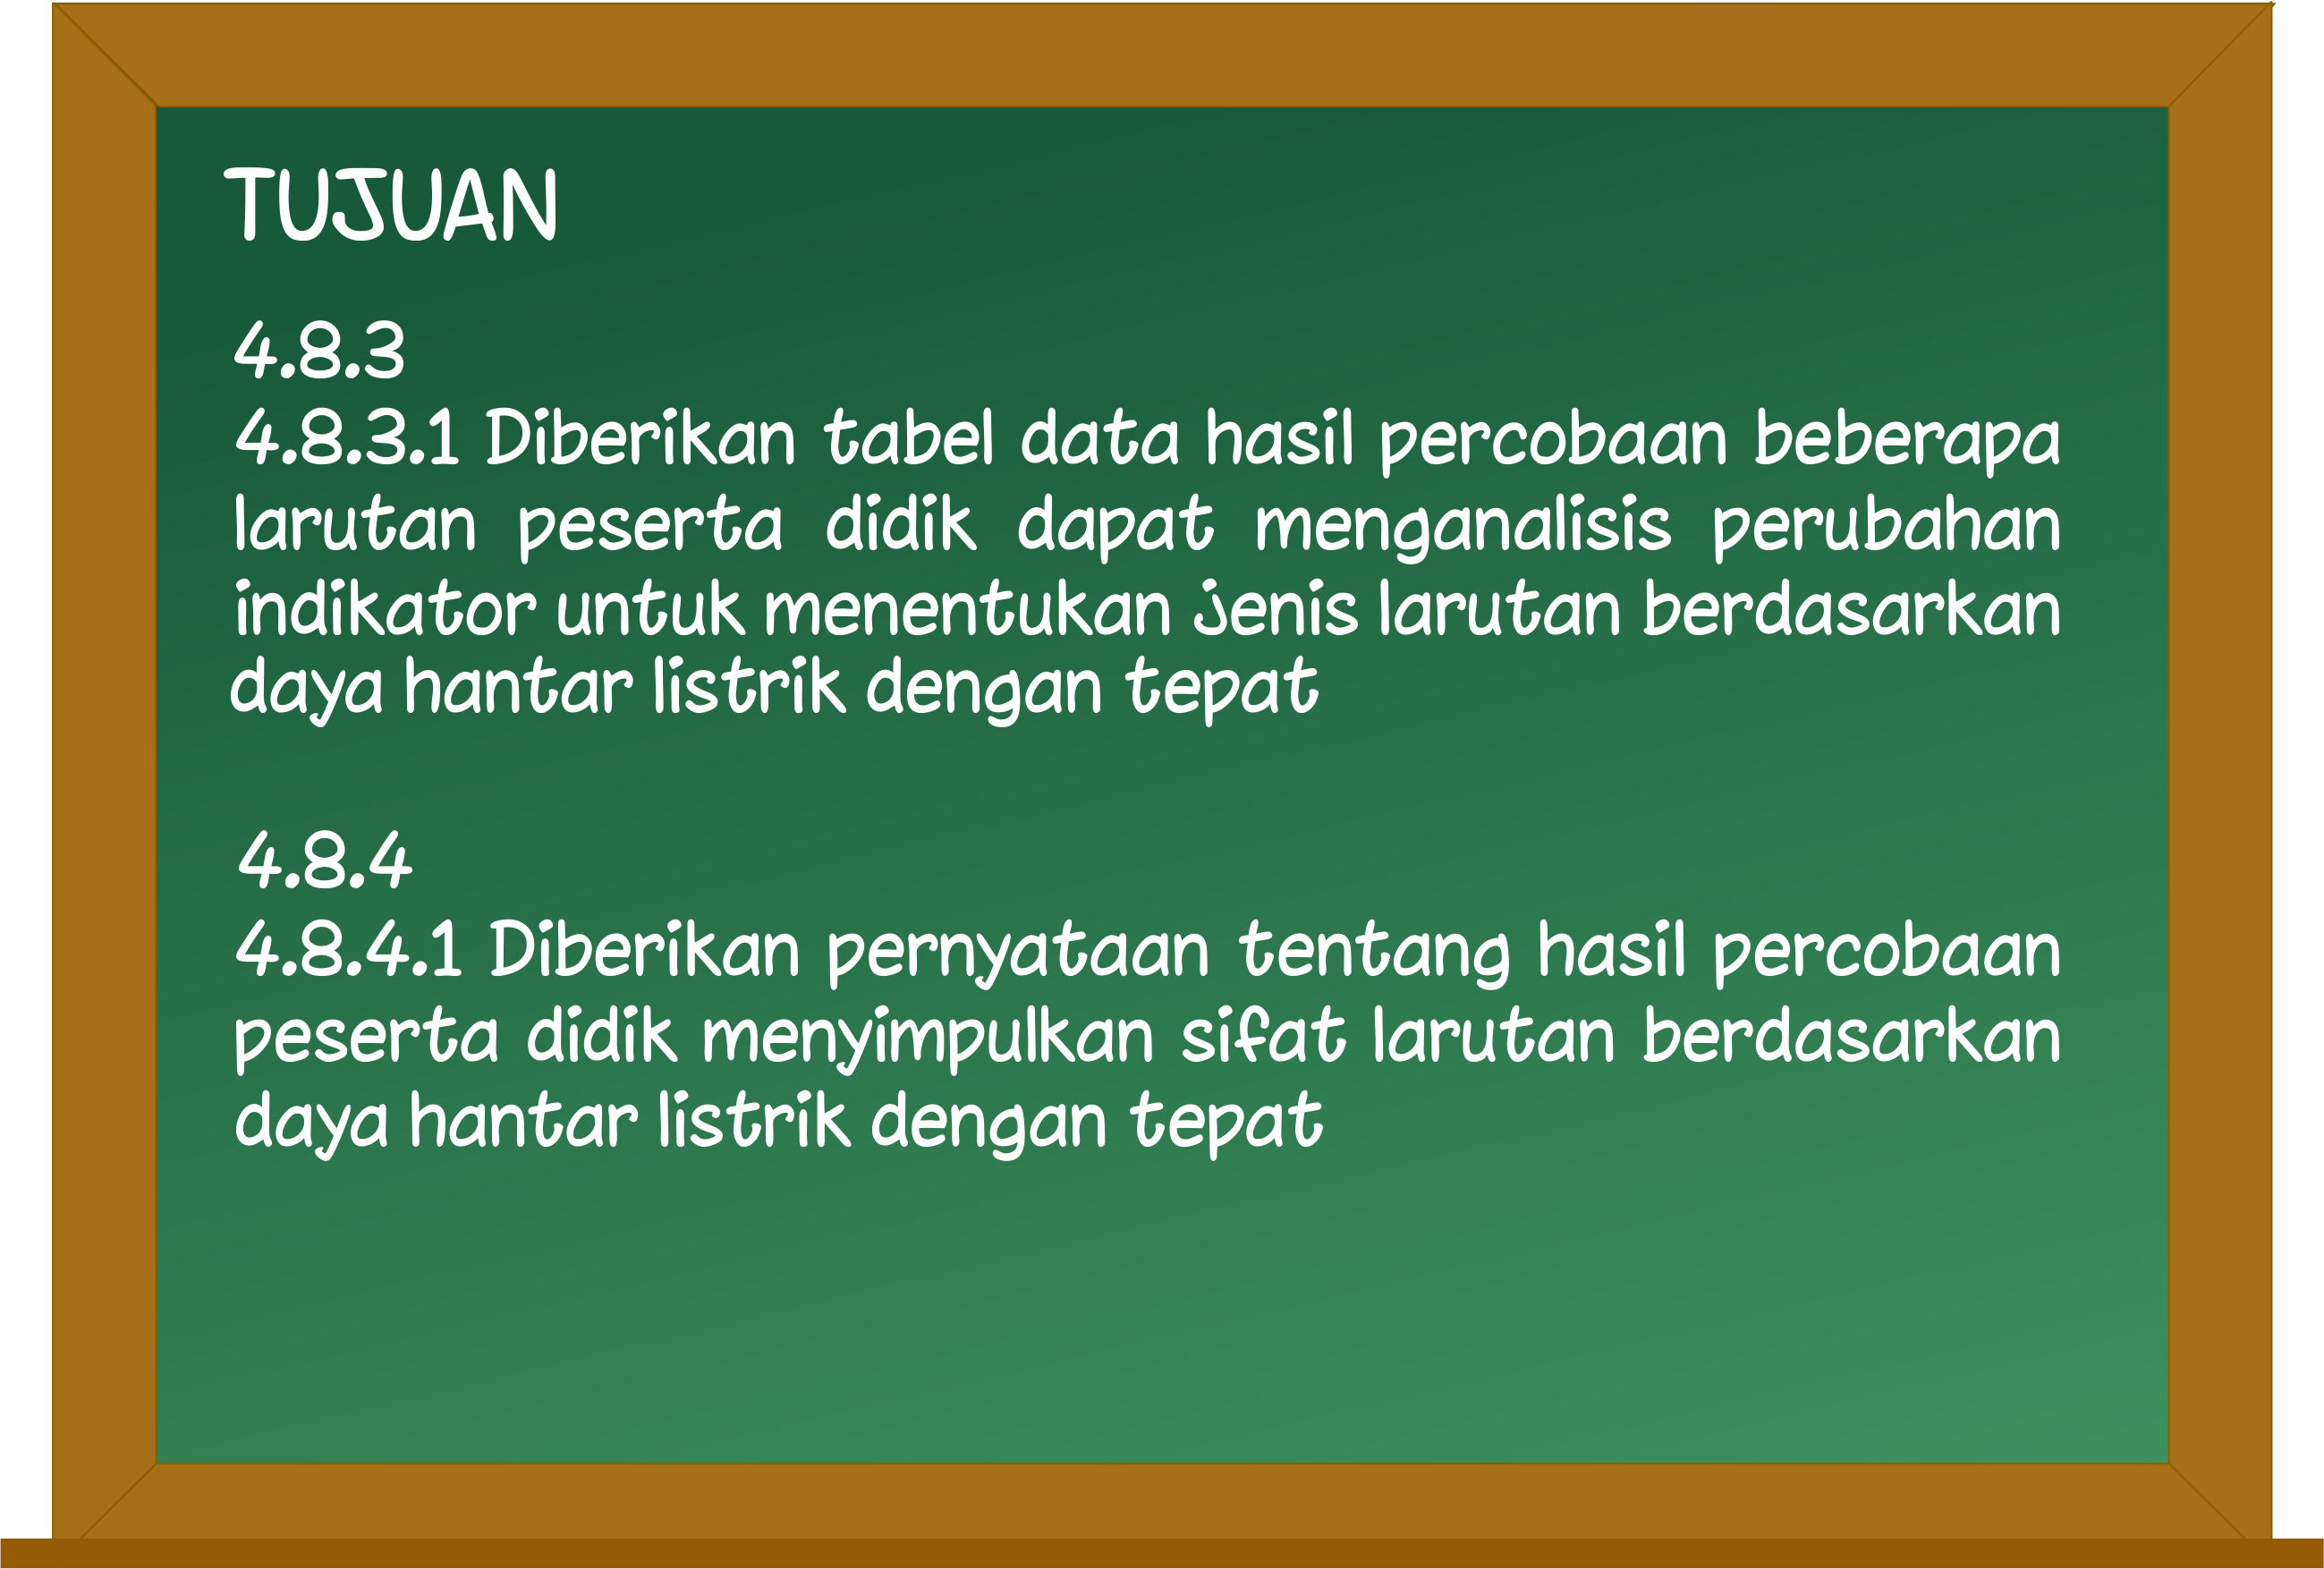 TUJUAN
4.8.3
4.8.3.1 Diberikan tabel data hasil percobaan beberapa
larutan peserta didik dapat menganalisis perubahan
indikator untuk menentukan jenis larutan berdasarkan
daya hantar listrik dengan tepat
4.8.4
4.8.4.1 Diberikan pernyataan tentang hasil percobaan
peserta didik menyimpulkan sifat larutan berdasarkan
daya hantar listrik dengan tepat